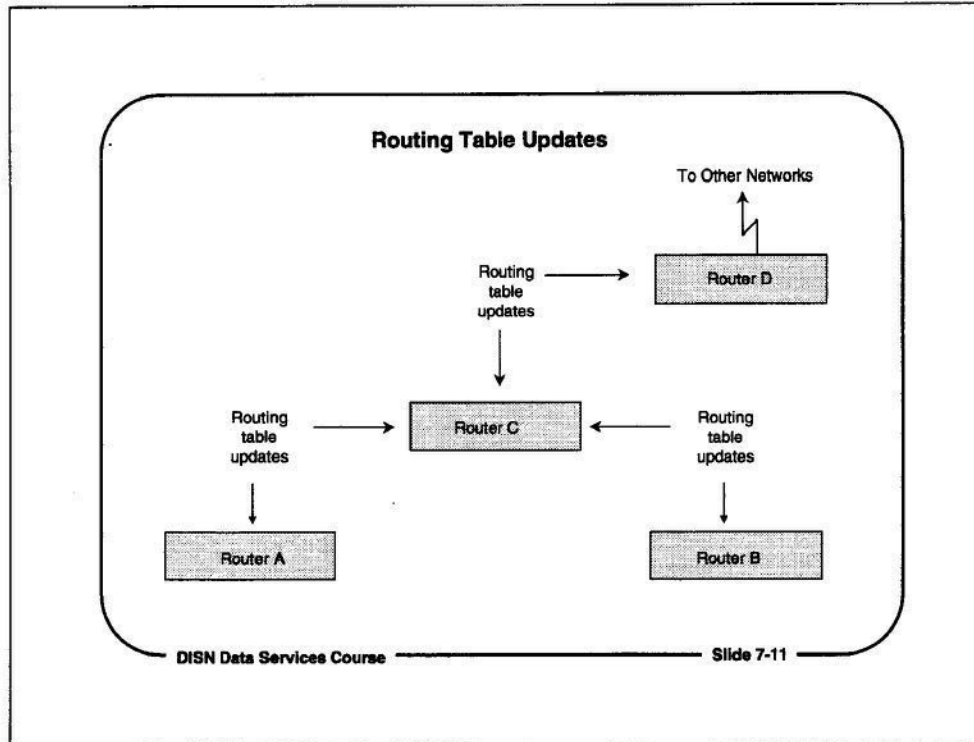 Routing Table Updates
To Other Networks
Router D
Routing
table
updates
Router C
Routing
table
updates
Routing
table
updates
Router A
Router B
DISN Data Services Course
Slide 7-11